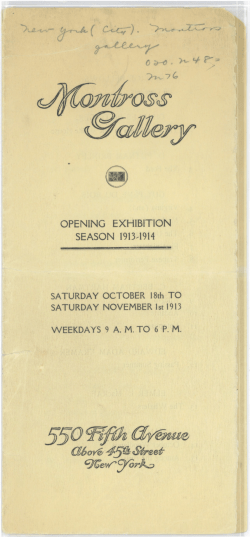 New York (City). Montross
gallery
Montross
Gallery
OPENING EXHIBITION
SEASON 1913-1914
SATURDAY OCTOBER 18th TO
SATURDAY NOVEMBER 1st 1913
WEEKDAYS 9 A. M. TO 6 P. M.
550 Fifth Avenue
Above 45th Street
New York